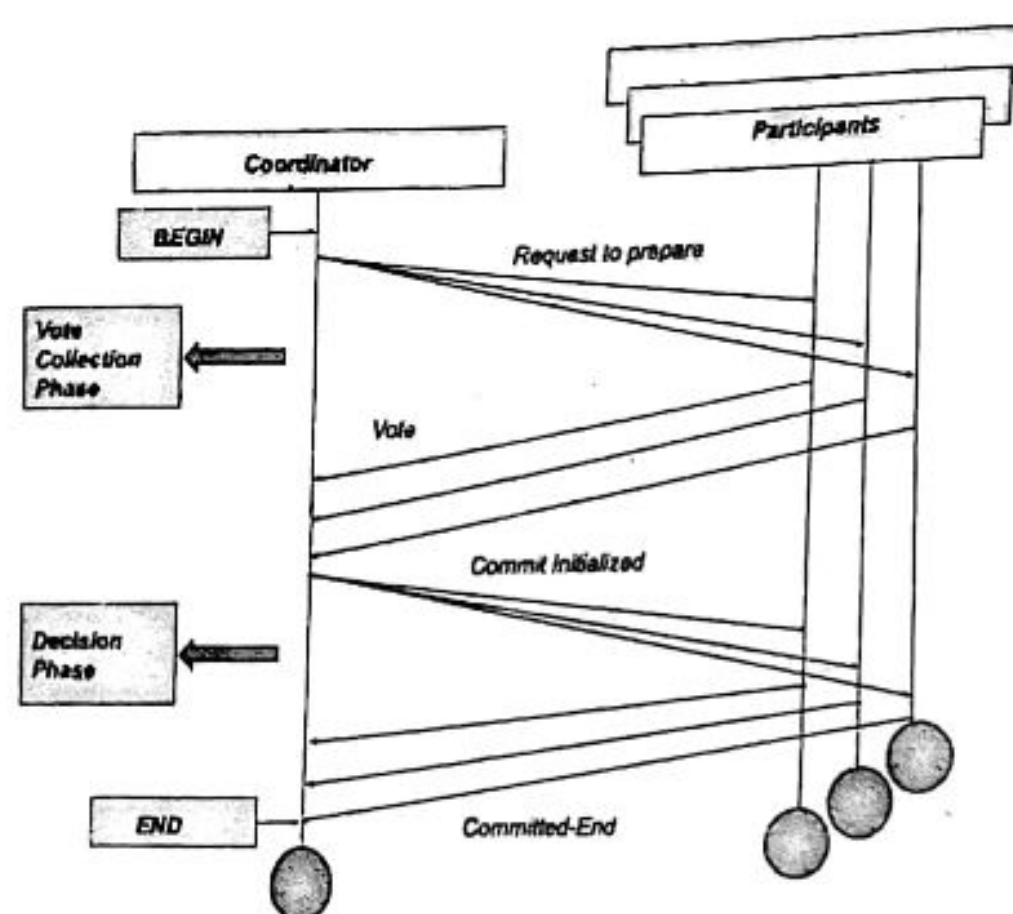 Participants
Coordinator
BEGIN
Request to prepare
Vote
Collection
Phase
Vote
Commit Initialized
Decision
Phase
END
Committed-End